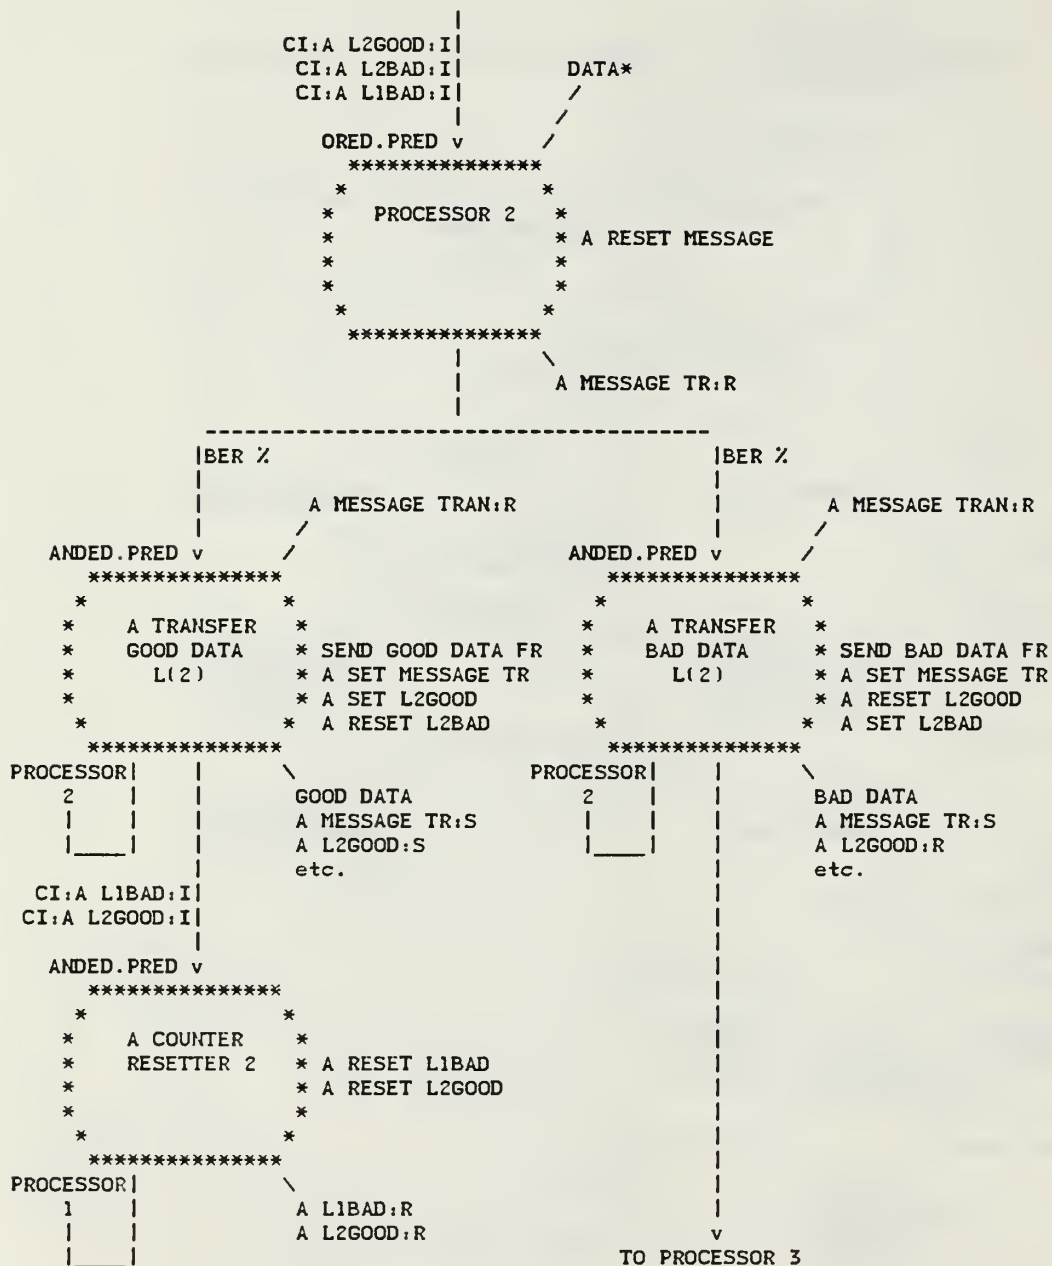 CI:A L2GOOD:I
CI:A L2BAD:I DATA*
CI:A L1BAD:I
ORED.PRED v
PROCESSOR 2
A RESET MESSAGE
A MESSAGE TR:R
BER % BER %
A MESSAGE TRAN:R A MESSAGE TRAN:R
ANDED.PRED v ANDED.PRED v
A TRANSFER A TRANSFER
GOOD DATA SEND GOOD DATA FR BAD DATA SEND BAD DATA FR
L(2) A SET MESSAGE TR L(2) A SET MESSAGE TR
A SET L2GOOD A RESET L2GOOD
A RESET L2BAD A SET L2BAD
PROCESSOR PROCESSOR
2 GOOD DATA 2 BAD DATA
A MESSAGE TR:S A MESSAGE TR:S
A L2GOOD:S A L2GOOD:R
etc. etc.
CI:A L1BAD:I
CI:A L2GOOD:I
ANDED.PRED v
A COUNTER
RESETTER 2 A RESET L1BAD
A RESET L2GOOD
PROCESSOR
1 A L1BAD:R
A L2GOOD:R v
TO PROCESSOR 3